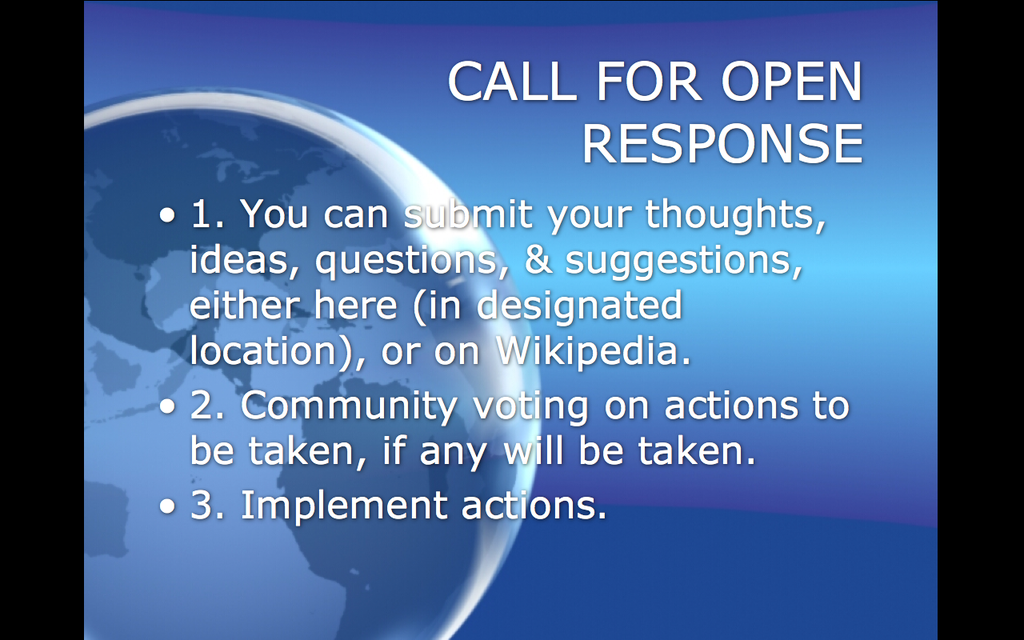 CALL FOR OPEN
RESPONSE
• 1. You can submit your thoughts,
ideas, questions, & suggestions,
either here (in designated
location), or on Wikipedia.
• 2. Community voting on actions to
be taken, if any will be taken.
• 3. Implement actions.